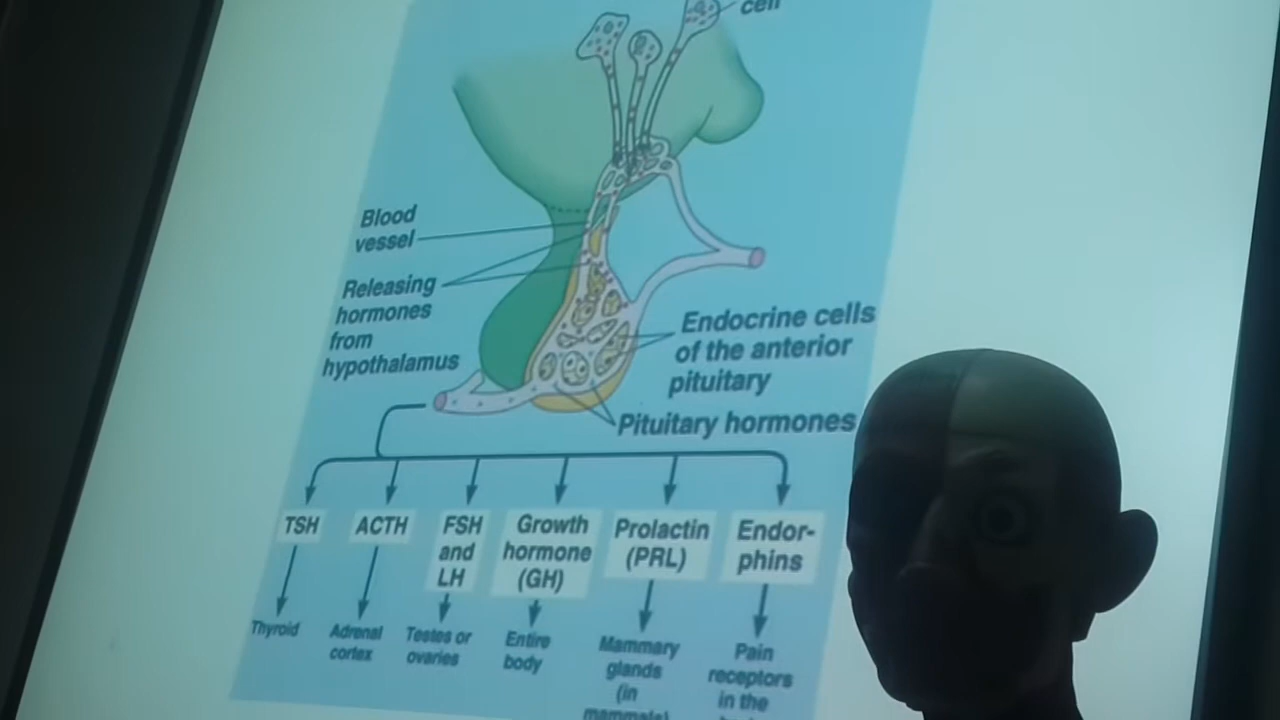 cell
Blood
vessel
Releasing
hormones
from
hypothalamus
Endocrine cells
of the anterior
pituitary
Pituitary hormones
TSH
ACTH
FSH
and
LH
Growth
hormone
(GH)
Prolactin
(PRL)
Endor-
phins
Thyroid
Adrenal
cortex
Testes or
ovaries
Entire
body
Mammary
glands
(in
mammals)
Pain
receptors
in the